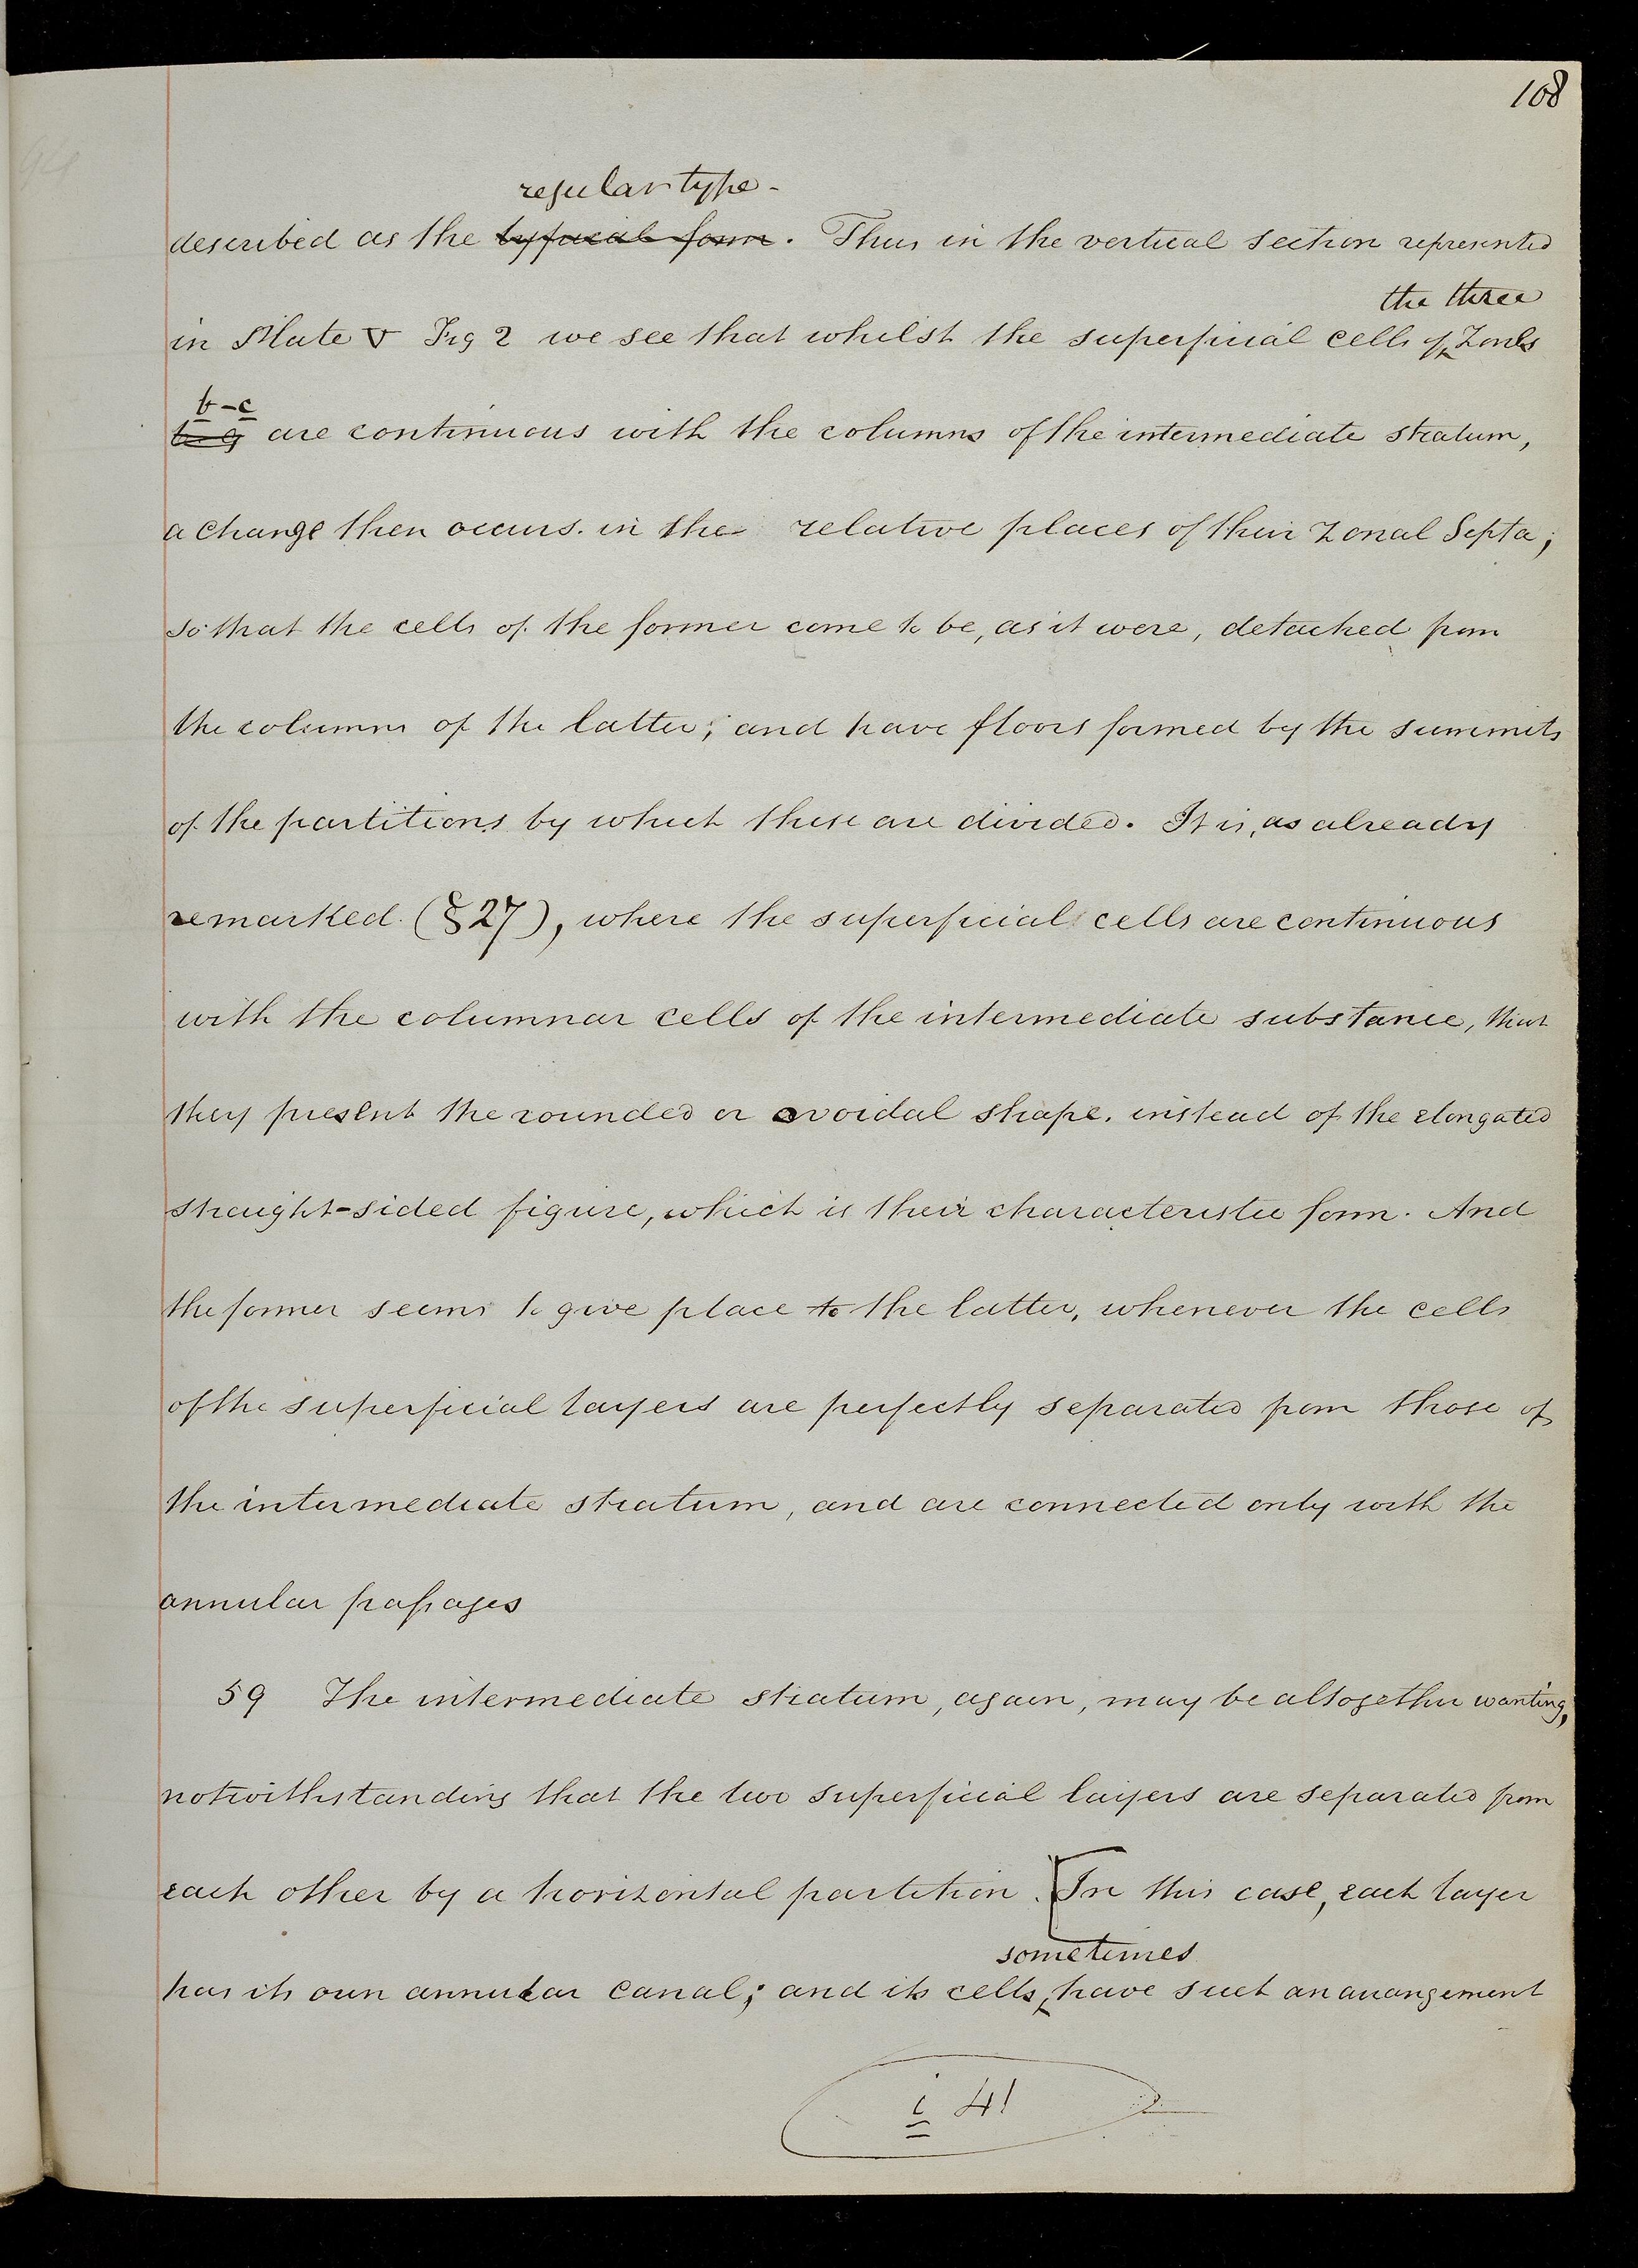 108
regular type.
described as the typical form. Thus in the vertical section represented
the three
in Plate V Fig 2 we see that whilst the superficial cells of Zones
b-c
are continuous with the columns of the intermediate stratum,
a change then occurs. in the relative places of their Zonal Septa;
so that the cells of the former come to be, as it were, detached from
the columns of the latter; and have floors formed by the summits
of the partitions by which these are divided. It is, as already
remarked. (§27), where the superficial cells are continuous
with the columnar cells of the intermediate substance, that
they present the rounded or ovoidal shape. instead of the elongated
straight-sided figure, which is their characteristic form. And
the former seems to give place to the latter, whenever the cells
of the superficial layers are perfectly separated from those of
the intermediate stratum, and are connected only with the
annular passages
59 The intermediate stratum, again, may be altogether wanting,
notwithstanding that the two superficial layers are separated from
each other by a horizontal partition. [In this case, each layer
sometimes
has its own annular canal; and its cells have such an arrangement
i 41